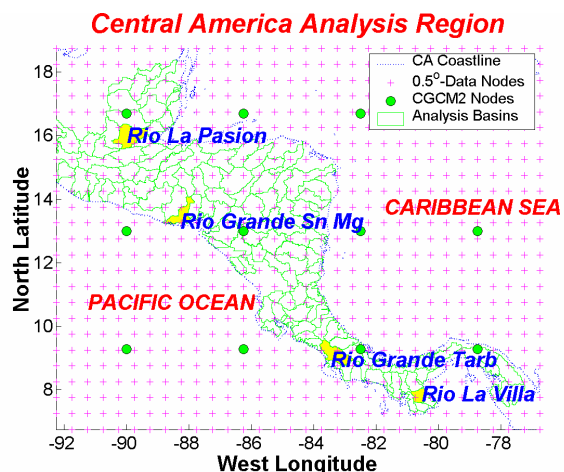 Central America Analysis Region
CA Coastline
0.5°-Data Nodes
CGCM2 Nodes
Analysis Basins
North Latitude
18
16
14
12
10
8
Rio La Pasion
Rio Grande Sn Mg
CARIBBEAN SEA
PACIFIC OCEAN
Rio Grande Tarb
Rio La Villa
-92 -90 -88 -86 -84 -82 -80 -78
West Longitude